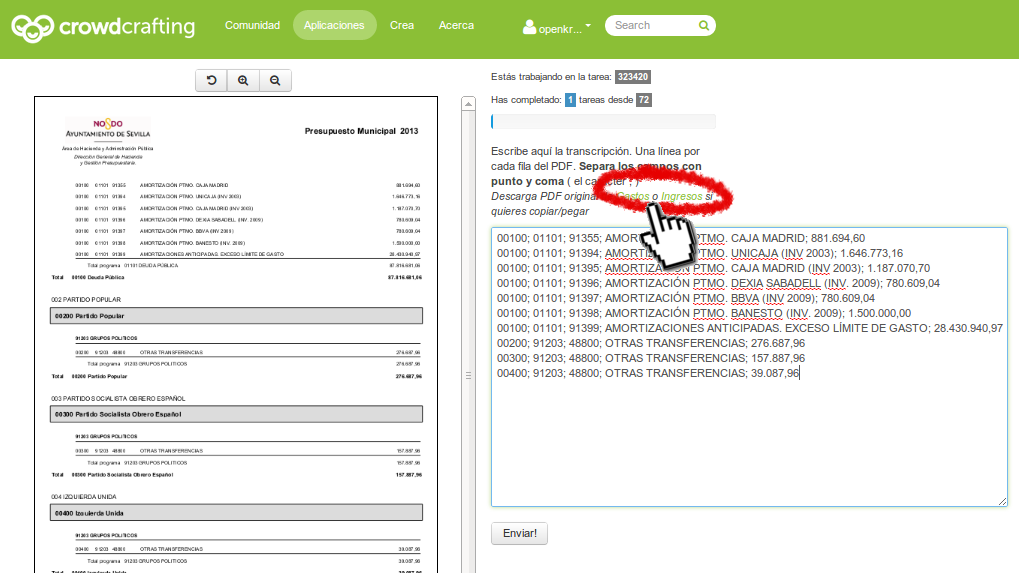 crowdcrafting
Comunidad
Aplicaciones
Crea
Acerca
openkr...
Search
Estás trabajando en la tarea: 323420
Has completado: 1 tareas desde 72
Escribe aquí la transcripción. Una línea por
cada fila del PDF. Separa los campos con
punto y coma ( el carácter ; )
Descarga PDF original Gastos o Ingresos si
quieres copiar/pegar
00100; 01101; 91355; AMORTIZACIÓN PTMO. CAJA MADRID; 881.694,60
00100; 01101; 91394; AMORTIZACIÓN PTMO. UNICAJA (INV 2003); 1.646.773,16
00100; 01101; 91395; AMORTIZACIÓN PTMO. CAJA MADRID (INV 2003); 1.187.070,70
00100; 01101; 91396; AMORTIZACIÓN PTMO. DEXIA SABADELL (INV. 2009); 780.609,04
00100; 01101; 91397; AMORTIZACIÓN PTMO. BBVA (INV 2009); 780.609,04
00100; 01101; 91398; AMORTIZACIÓN PTMO. BANESTO (INV. 2009); 1.500.000,00
00100; 01101; 91399; AMORTIZACIONES ANTICIPADAS. EXCESO LÍMITE DE GASTO; 28.430.940,97
00200; 91203; 48800; OTRAS TRANSFERENCIAS; 276.687,96
00300; 91203; 48800; OTRAS TRANSFERENCIAS; 157.887,96
00400; 91203; 48800; OTRAS TRANSFERENCIAS; 39.087,96
Enviar!
NO8DO
AYUNTAMIENTO DE SEVILLA
Área de Hacienda y Administración Pública
Dirección General de Hacienda
y Gestión Presupuestaria
Presupuesto Municipal 2013
00100 01101 91355 AMORTIZACIÓN PTMO. CAJA MADRID 881.694,60
00100 01101 91394 AMORTIZACIÓN PTMO. UNICAJA (INV 2003) 1.646.773,16
00100 01101 91395 AMORTIZACIÓN PTMO. CAJA MADRID (INV 2003) 1.187.070,70
00100 01101 91396 AMORTIZACIÓN PTMO. DEXIA SABADELL (INV. 2009) 780.609,04
00100 01101 91397 AMORTIZACIÓN PTMO. BBVA (INV 2009) 780.609,04
00100 01101 91398 AMORTIZACIÓN PTMO. BANESTO (INV. 2009) 1.500.000,00
00100 01101 91399 AMORTIZACIONES ANTICIPADAS. EXCESO LÍMITE DE GASTO 28.430.940,97
Total programa 01101 DEUDA PÚBLICA
Total 00100 Deuda Pública
002 PARTIDO POPULAR
00200 Partido Popular
91203 GRUPOS POLITICOS
00200 91203 48800 OTRAS TRANSFERENCIAS 276.687,96
Total programa 91203 GRUPOS POLITICOS 276.687,96
Total 00200 Partido Popular 276.687,96
003 PARTIDO SOCIALISTA OBRERO ESPAÑOL
00300 Partido Socialista Obrero Español
91203 GRUPOS POLITICOS
00300 91203 48800 OTRAS TRANSFERENCIAS 157.887,96
Total programa 91203 GRUPOS POLITICOS 157.887,96
Total 00300 Partido Socialista Obrero Español 157.887,96
004 IZQUIERDA UNIDA
00400 Izquierda Unida
91203 GRUPOS POLITICOS
00400 91203 48800 OTRAS TRANSFERENCIAS 39.087,96
Total programa 91203 GRUPOS POLITICOS 39.087,96